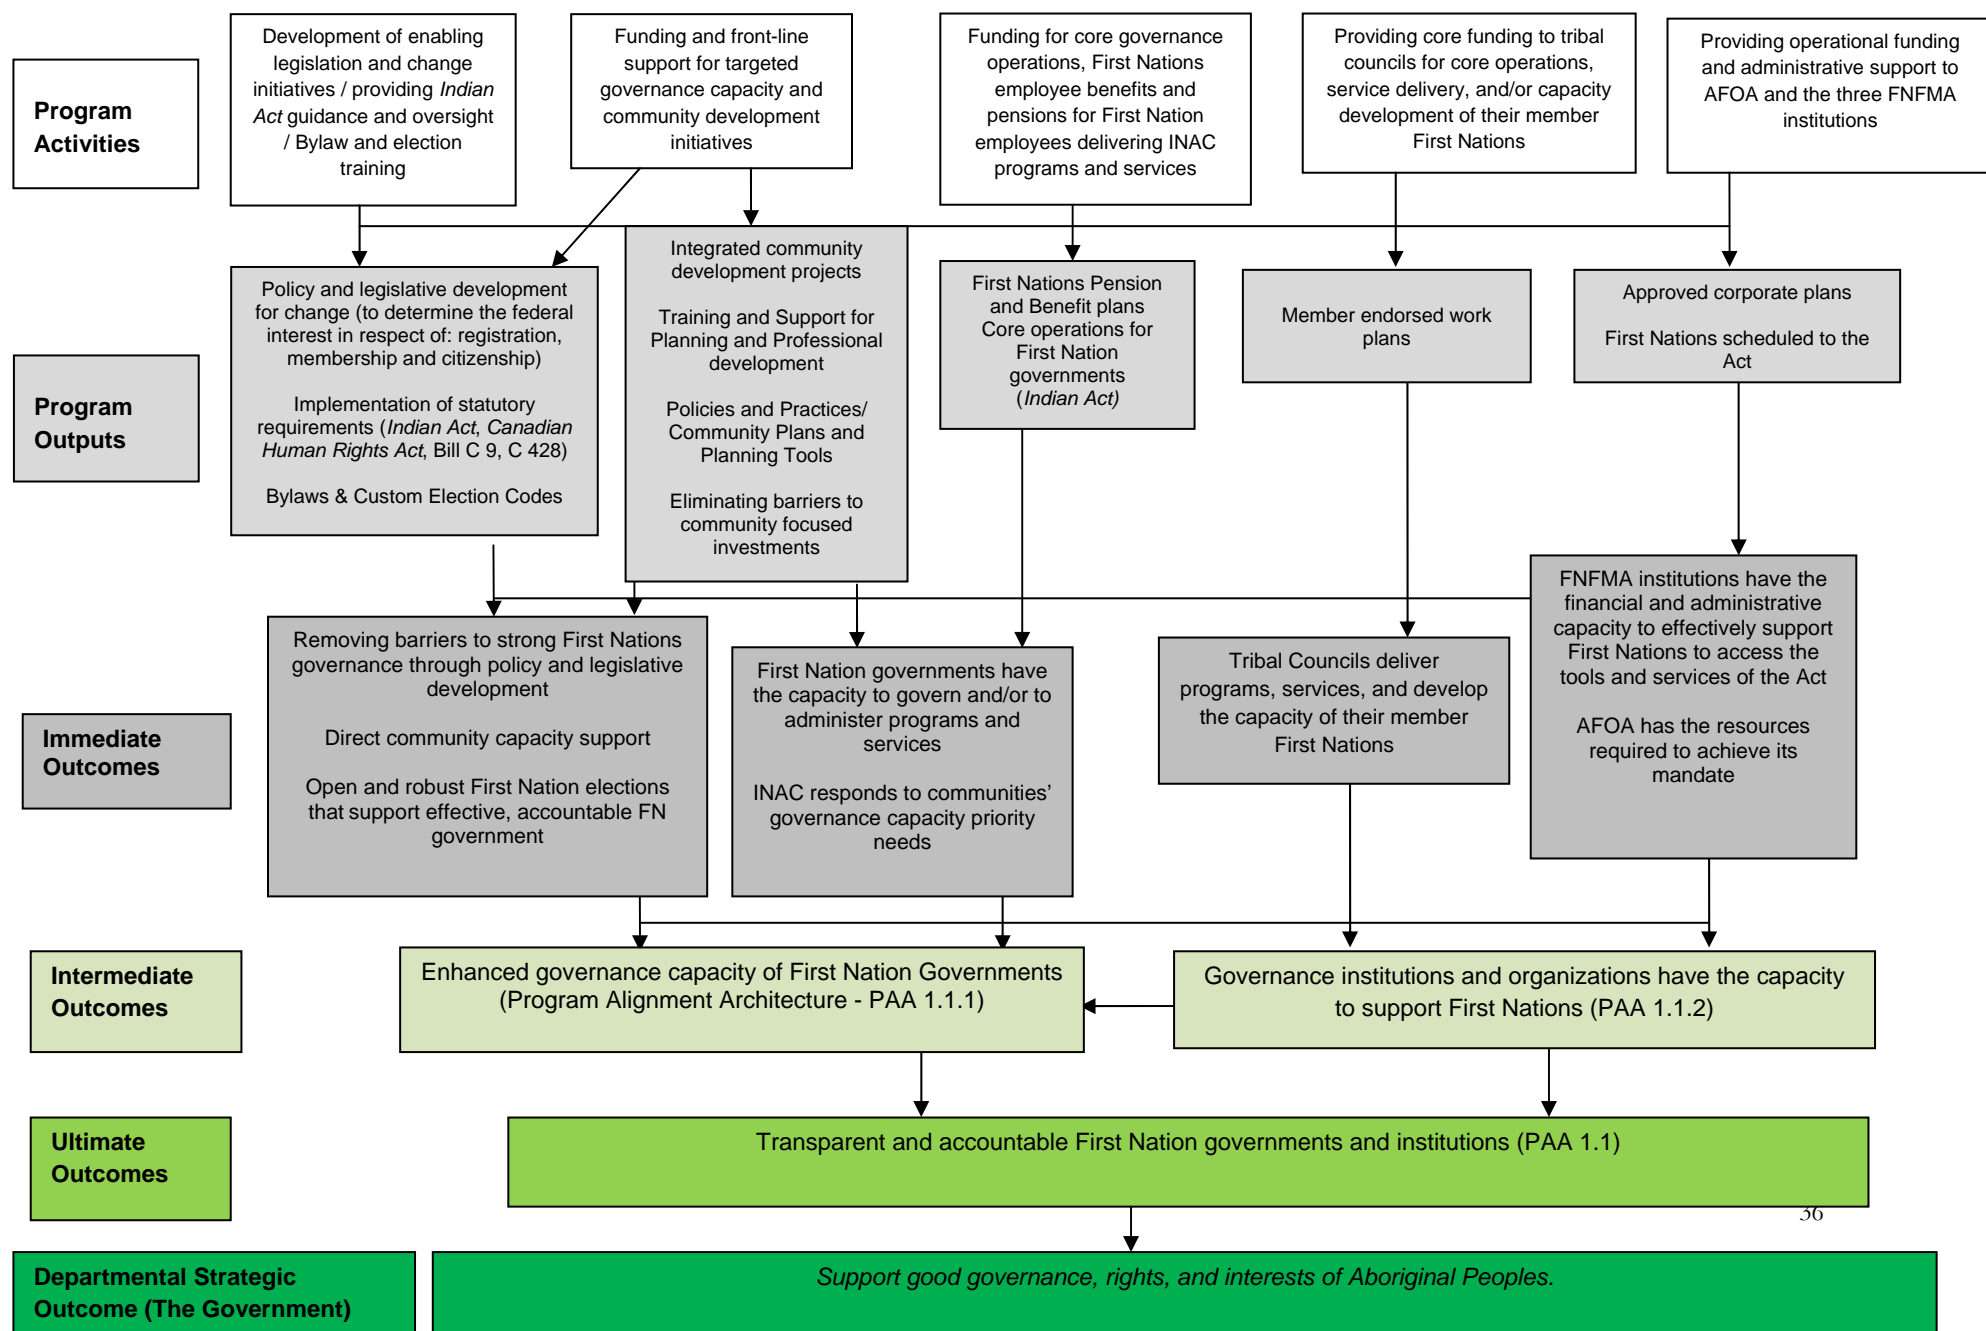 Program
Activities
Development of enabling
legislation and change
initiatives / providing Indian
Act guidance and oversight
/ Bylaw and election
training
Funding and front-line
support for targeted
governance capacity and
community development
initiatives
Funding for core governance
operations, First Nations
employee benefits and
pensions for First Nation
employees delivering INAC
programs and services
Providing core funding to tribal
councils for core operations,
service delivery, and/or capacity
development of their member
First Nations
Providing operational funding
and administrative support to
AFOA and the three FNFMA
institutions
Program
Outputs
Policy and legislative development
for change (to determine the federal
interest in respect of: registration,
membership and citizenship)
Implementation of statutory
requirements (Indian Act, Canadian
Human Rights Act, Bill C 9, C 428)
Bylaws & Custom Election Codes
Integrated community
development projects
Training and Support for
Planning and Professional
development
Policies and Practices/
Community Plans and
Planning Tools
Eliminating barriers to
community focused
investments
First Nations Pension
and Benefit plans
Core operations for
First Nation
governments
(Indian Act)
Member endorsed work
plans
Approved corporate plans
First Nations scheduled to the
Act
Immediate
Outcomes
Removing barriers to strong First Nations
governance through policy and legislative
development
Direct community capacity support
Open and robust First Nation elections
that support effective, accountable FN
government
First Nation governments have
the capacity to govern and/or to
administer programs and
services
INAC responds to communities’
governance capacity priority
needs
Tribal Councils deliver
programs, services, and develop
the capacity of their member
First Nations
FNFMA institutions have the
financial and administrative
capacity to effectively support
First Nations to access the
tools and services of the Act
AFOA has the resources
required to achieve its
mandate
Intermediate
Outcomes
Enhanced governance capacity of First Nation Governments
(Program Alignment Architecture - PAA 1.1.1)
Governance institutions and organizations have the capacity
to support First Nations (PAA 1.1.2)
Ultimate
Outcomes
Transparent and accountable First Nation governments and institutions (PAA 1.1)
36
Departmental Strategic
Outcome (The Government)
Support good governance, rights, and interests of Aboriginal Peoples.